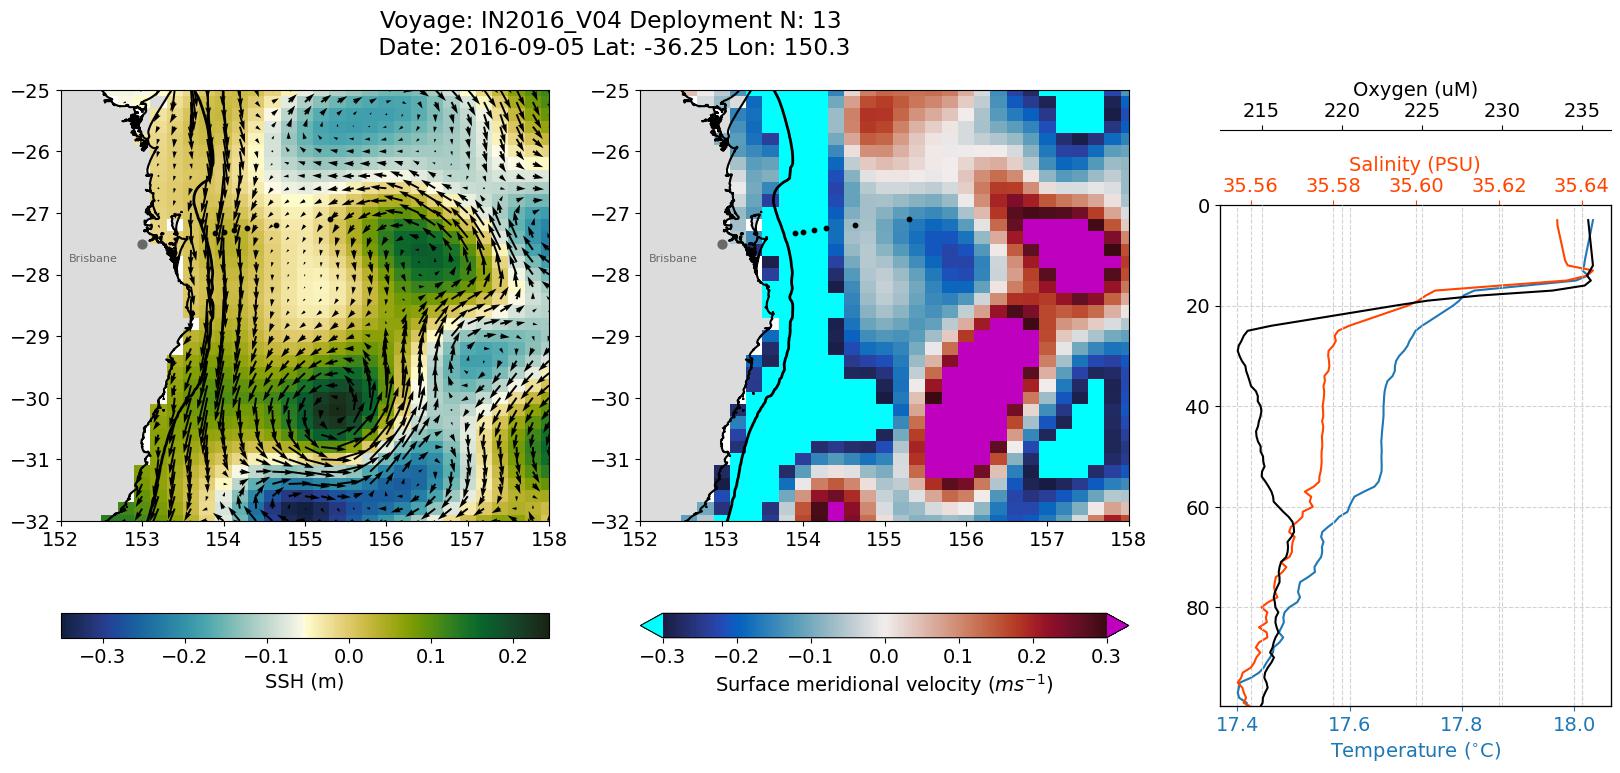 Voyage: IN2016_V04 Deployment N: 13
Date: 2016-09-05 Lat: -36.25 Lon: 150.3
−25
−26
−27
−28
−29
−30
−31
−32
Brisbane
152 153 154 155 156 157 158
−0.3 −0.2 −0.1 0.0 0.1 0.2
SSH (m)
−25
−26
−27
−28
−29
−30
−31
−32
Brisbane
152 153 154 155 156 157 158
−0.3 −0.2 −0.1 0.0 0.1 0.2 0.3
Surface meridional velocity (ms⁻¹)
Oxygen (uM)
215 220 225 230 235
Salinity (PSU)
35.56 35.58 35.60 35.62 35.64
0
20
40
60
80
17.4 17.6 17.8 18.0
Temperature (°C)